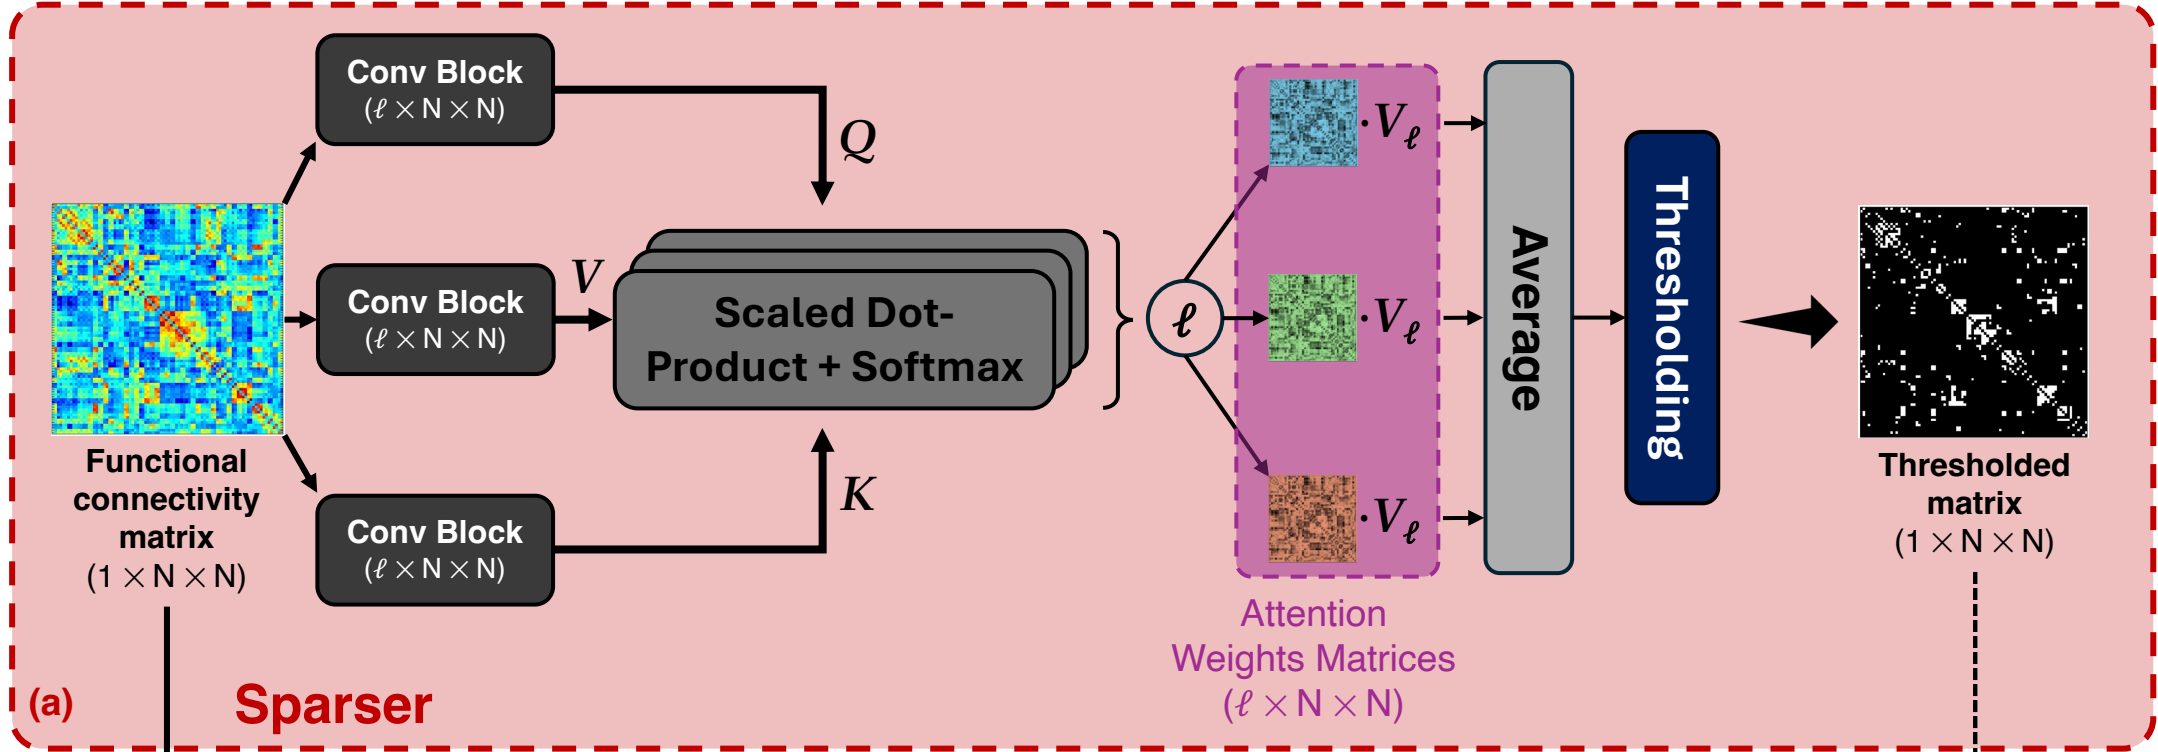 Conv Block
(ℓ × N × N)
Q
Functional
connectivity
matrix
(1 × N × N)
Conv Block
(ℓ × N × N)
V
Conv Block
(ℓ × N × N)
K
Scaled Dot-
Product + Softmax
ℓ
· Vℓ
· Vℓ
· Vℓ
Attention
Weights Matrices
(ℓ × N × N)
Average
Thresholding
Thresholded
matrix
(1 × N × N)
(a)
Sparser